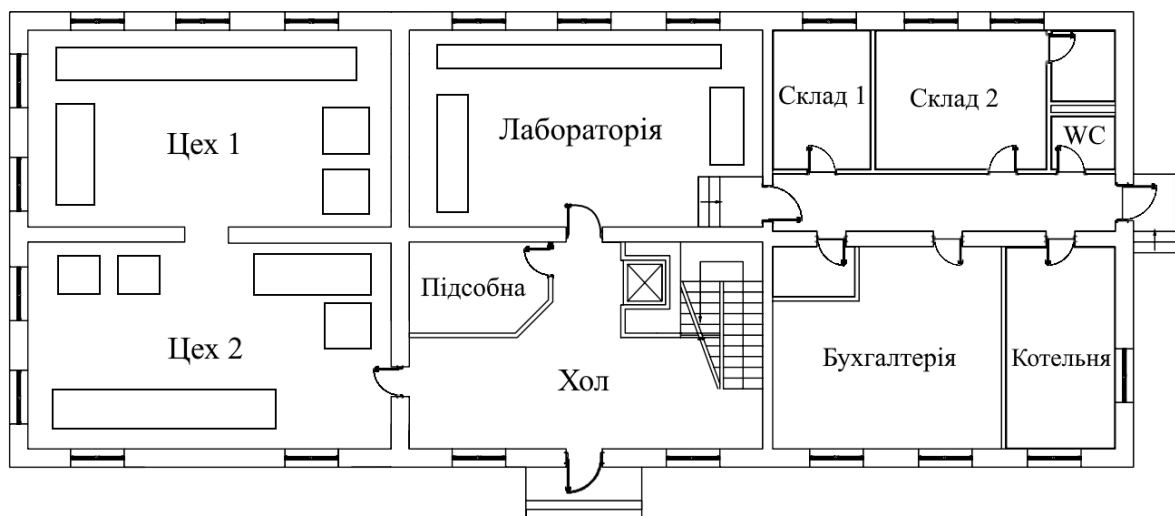 Цех 1
Лабораторія
Склад 1
Склад 2
WC
Підсобна
Цех 2
Хол
Бухгалтерія
Котельня